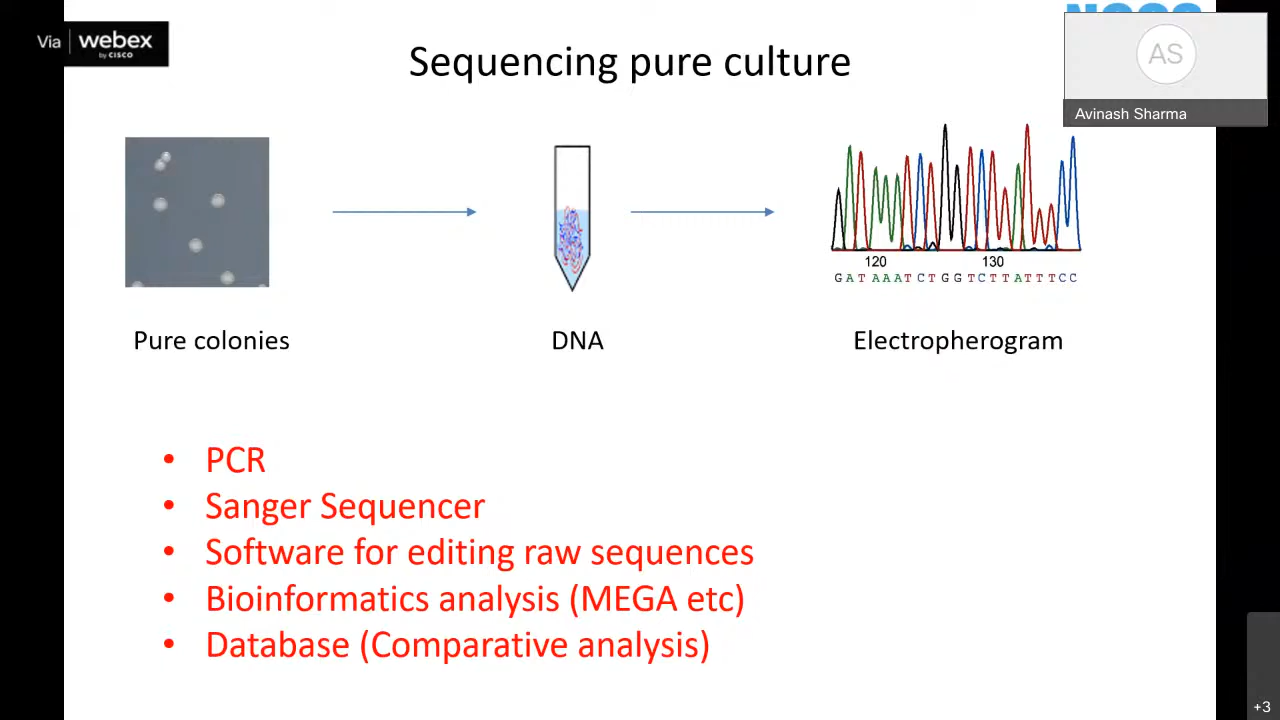 Via webex
by CISCO
Sequencing pure culture
AS
Avinash Sharma
120 130
GATAAATCTGGTCTTATTTCC
Pure colonies
DNA
Electropherogram
• PCR
• Sanger Sequencer
• Software for editing raw sequences
• Bioinformatics analysis (MEGA etc)
• Database (Comparative analysis)
+3